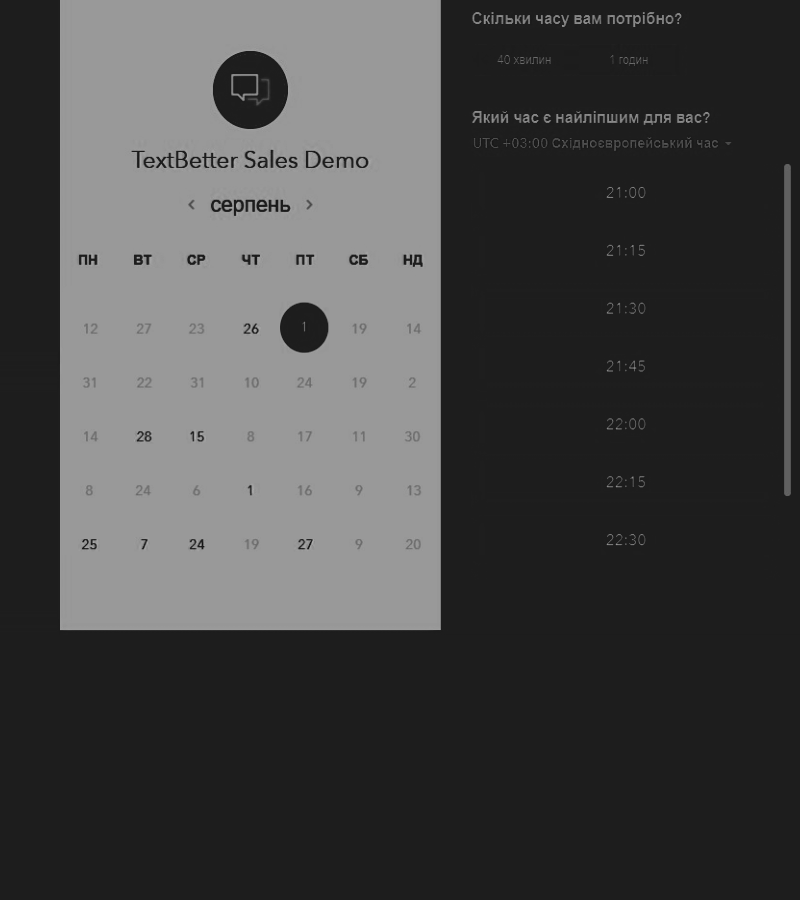 TextBetter Sales Demo
‹ серпень ›
ПН ВТ СР ЧТ ПТ СБ НД
12 27 23 26 1 19 14
31 22 31 10 24 19 2
14 28 15 8 17 11 30
8 24 6 1 16 9 13
25 7 24 19 27 9 20
Скільки часу вам потрібно?
40 хвилин 1 годин
Який час є найліпшим для вас?
UTC +03:00 Східноєвропейський час
21:00
21:15
21:30
21:45
22:00
22:15
22:30